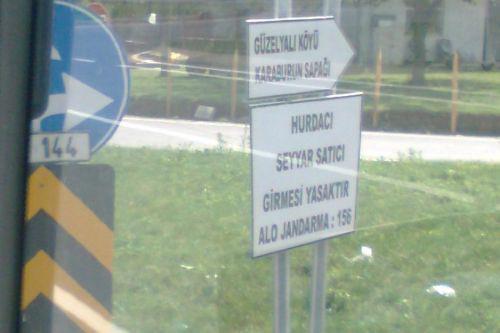 GÜZELYALI KÖYÜ
KARABURUN SAPAĞI
HURDACI
SEYYAR SATICI
GİRMESİ YASAKTIR
ALO JANDARMA : 156
144